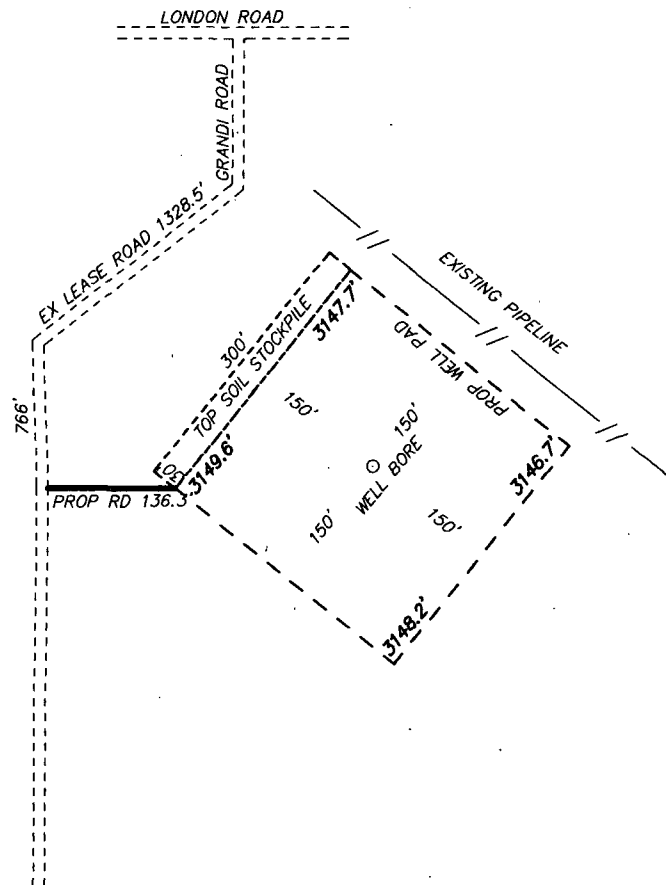 LONDON ROAD
GRANDI ROAD
EX LEASE ROAD 1328.5'
EXISTING PIPELINE
3147.7'
PROP WELL PAD
300'
TOP SOIL STOCKPILE
150'
150'
766'
30'
3149.6'
WELL BORE
3146.7'
PROP RD 136.3'
150'
150'
3148.2'